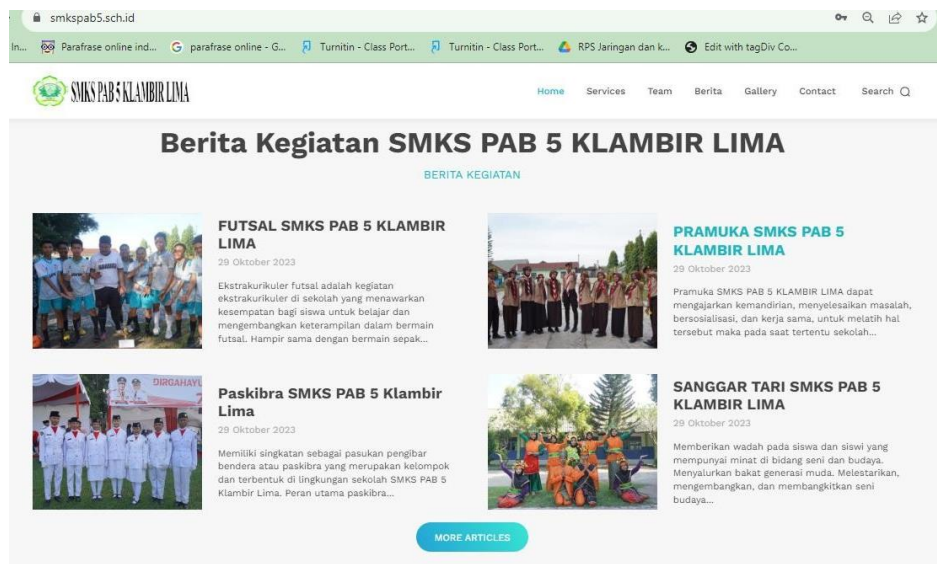 smkspab5.sch.id
In...
Parafrase online ind...
parafrase online - G...
Turnitin - Class Port...
Turnitin - Class Port...
RPS Jaringan dan k...
Edit with tagDiv Co...
SMKS PAB 5 KLAMBIR LIMA
Home
Services
Team
Berita
Gallery
Contact
Search
Berita Kegiatan SMKS PAB 5 KLAMBIR LIMA
BERITA KEGIATAN
FUTSAL SMKS PAB 5 KLAMBIR
LIMA
29 Oktober 2023
Ekstrakurikuler futsal adalah kegiatan
ekstrakurikuler di sekolah yang menawarkan
kesempatan bagi siswa untuk belajar dan
mengembangkan keterampilan dalam bermain
futsal. Hampir sama dengan bermain sepak...
PRAMUKA SMKS PAB 5
KLAMBIR LIMA
29 Oktober 2023
Pramuka SMKS PAB 5 KLAMBIR LIMA dapat
mengajarkan kemandirian, menyelesaikan masalah,
bersosialisasi, dan kerja sama, untuk melatih hal
tersebut maka pada saat tertentu sekolah...
DIRGAHAYU
Paskibra SMKS PAB 5 Klambir
Lima
29 Oktober 2023
Memiliki singkatan sebagai pasukan pengibar
bendera atau paskibra yang merupakan kelompok
dan terbentuk di lingkungan sekolah SMKS PAB 5
Klambir Lima. Peran utama paskibra...
SANGGAR TARI SMKS PAB 5
KLAMBIR LIMA
29 Oktober 2023
Memberikan wadah pada siswa dan siswi yang
mempunyai minat di bidang seni dan budaya.
Menyalurkan bakat generasi muda. Melestarikan,
mengembangkan, dan membangkitkan seni
budaya...
MORE ARTICLES